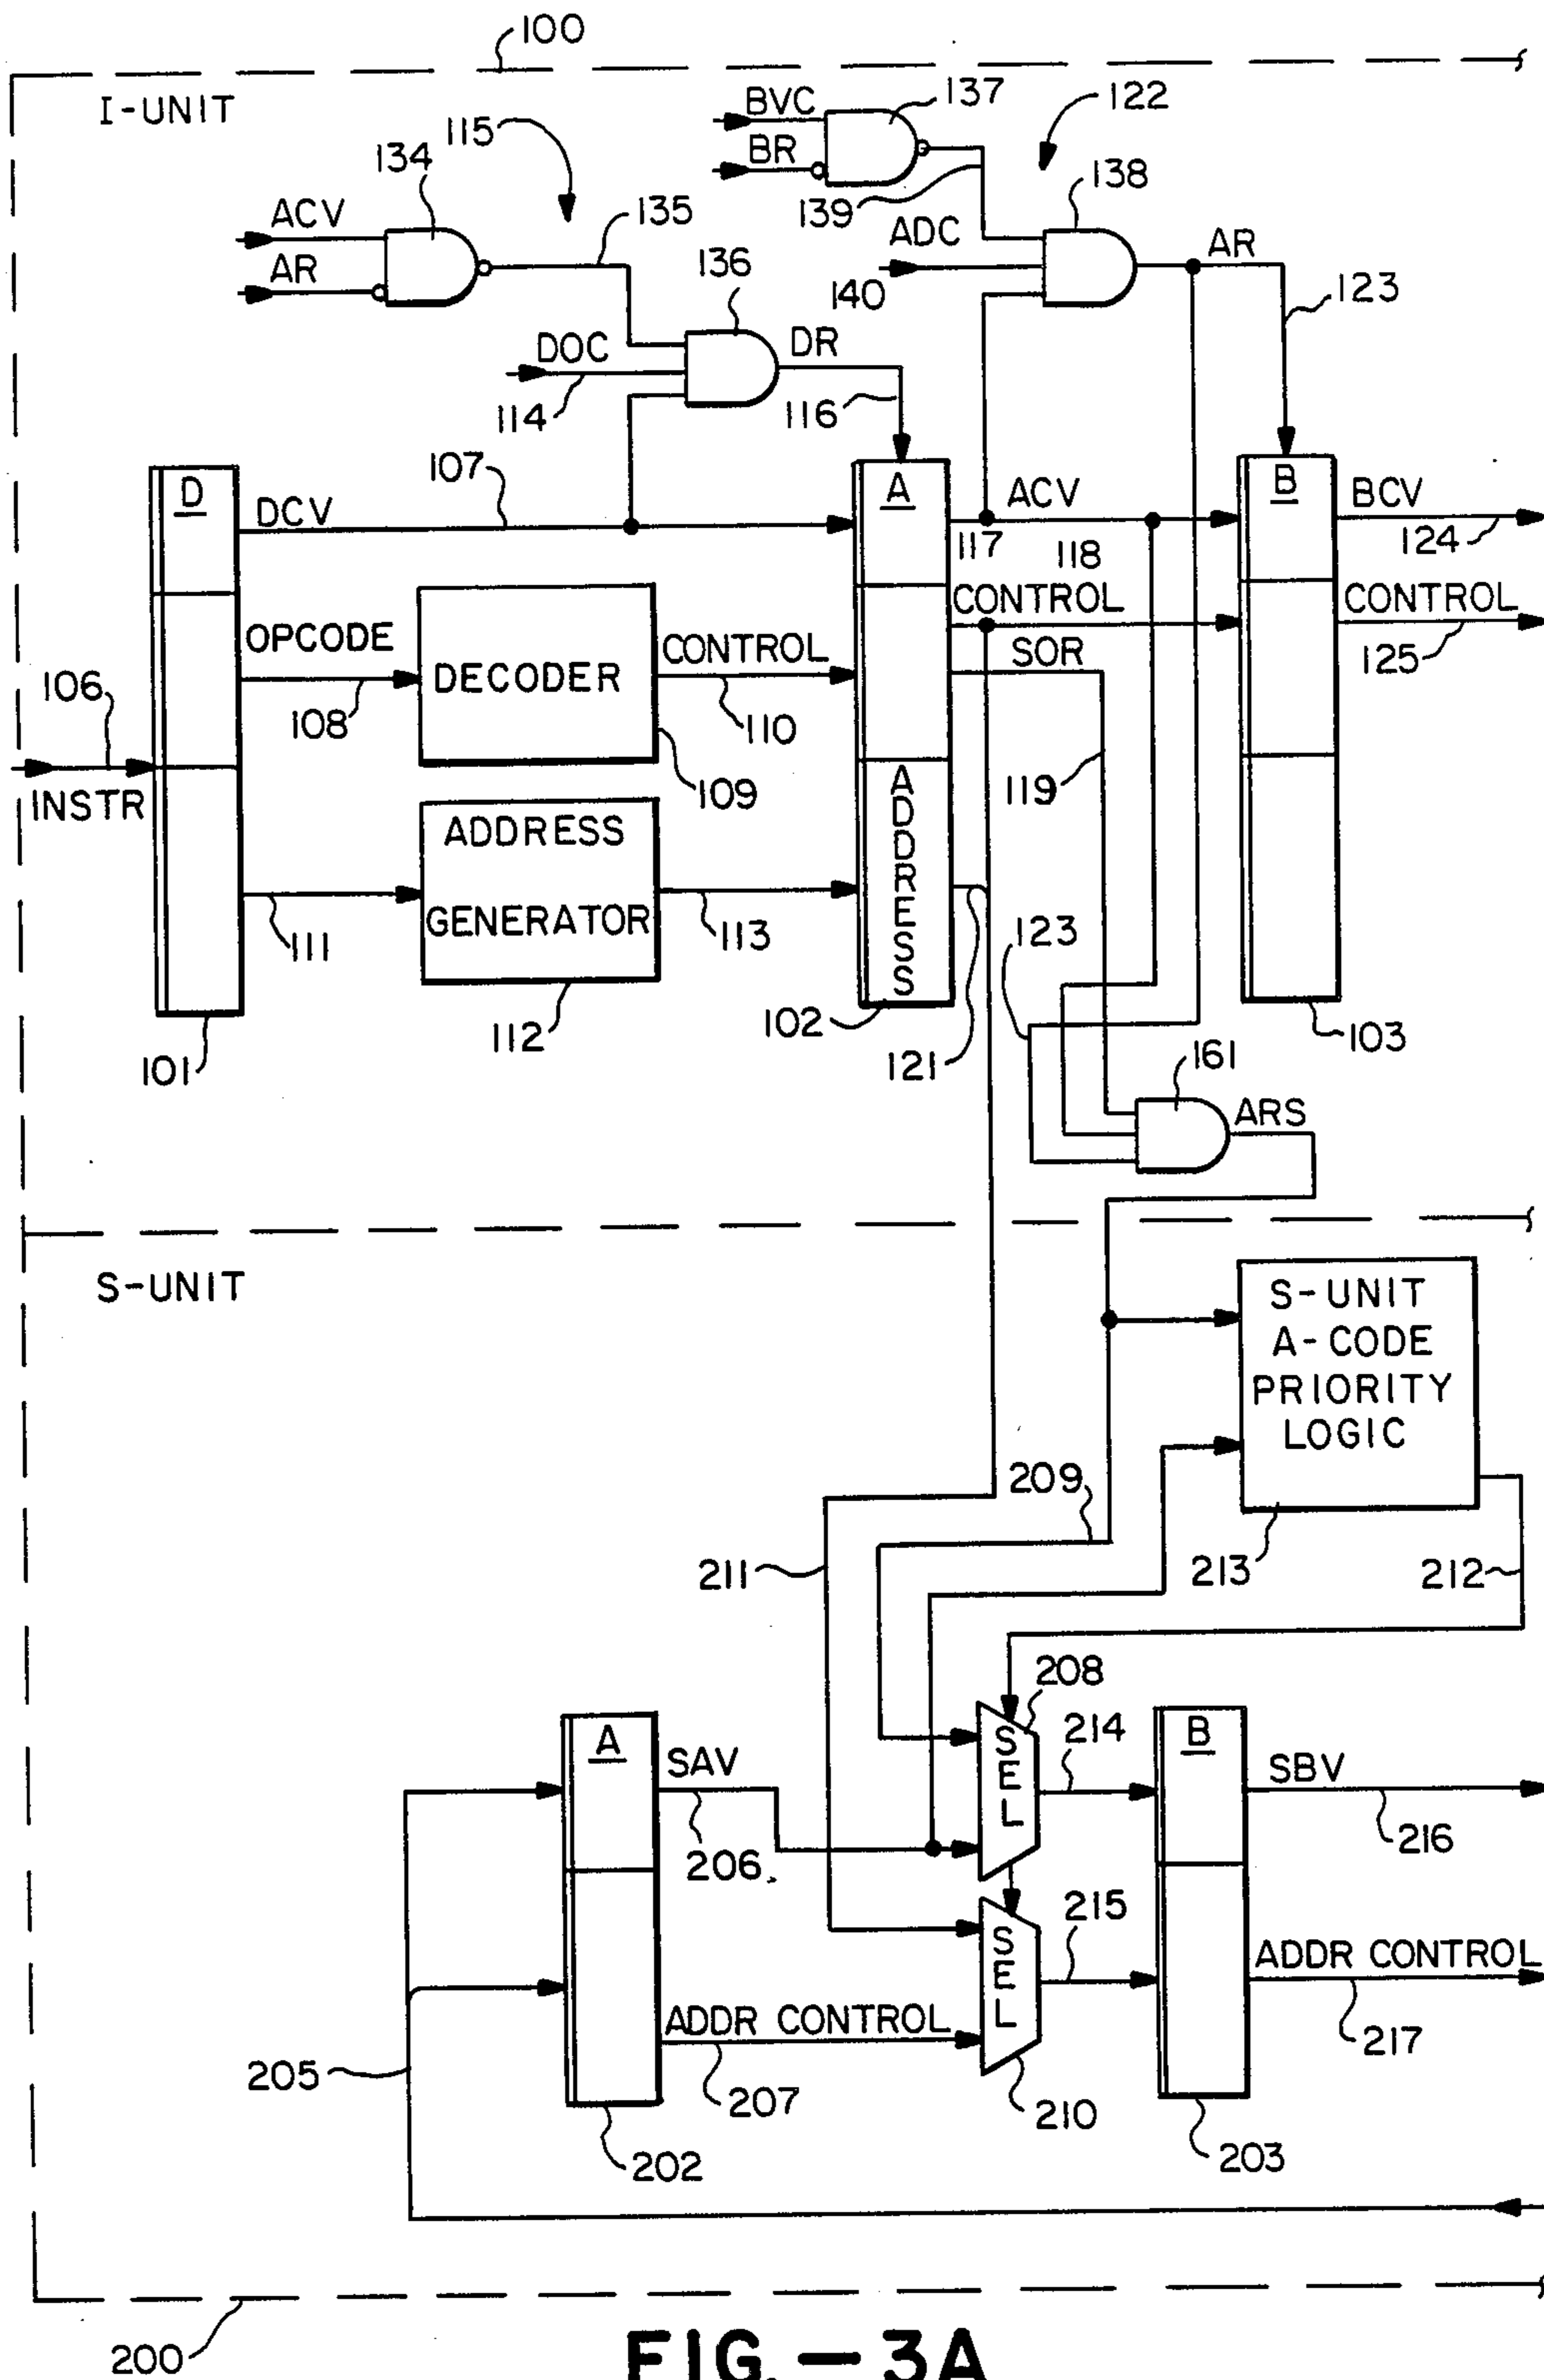 100
I-UNIT
BVC
137
122
BR
115
134
138
139
ACV
135
ADC
AR
AR
136
140
123
DOC
DR
114
116
107
D
DCV
A
ACV
B
BCV
117
118
124
OPCODE
CONTROL
CONTROL
CONTROL
DECODER
SOR
106
108
110
125
INSTR
109
119
ADDRESS
GENERATOR
ADDRESS
111
113
123
112
102
121
103
101
161
ARS
S-UNIT
S-UNIT
A-CODE
PRIORITY
LOGIC
209
211
213
212
208
A
SAV
SEL
214
B
SBV
206
216
215
SEL
ADDR CONTROL
ADDR CONTROL
205
207
217
210
202
203
200
FIG.-3A